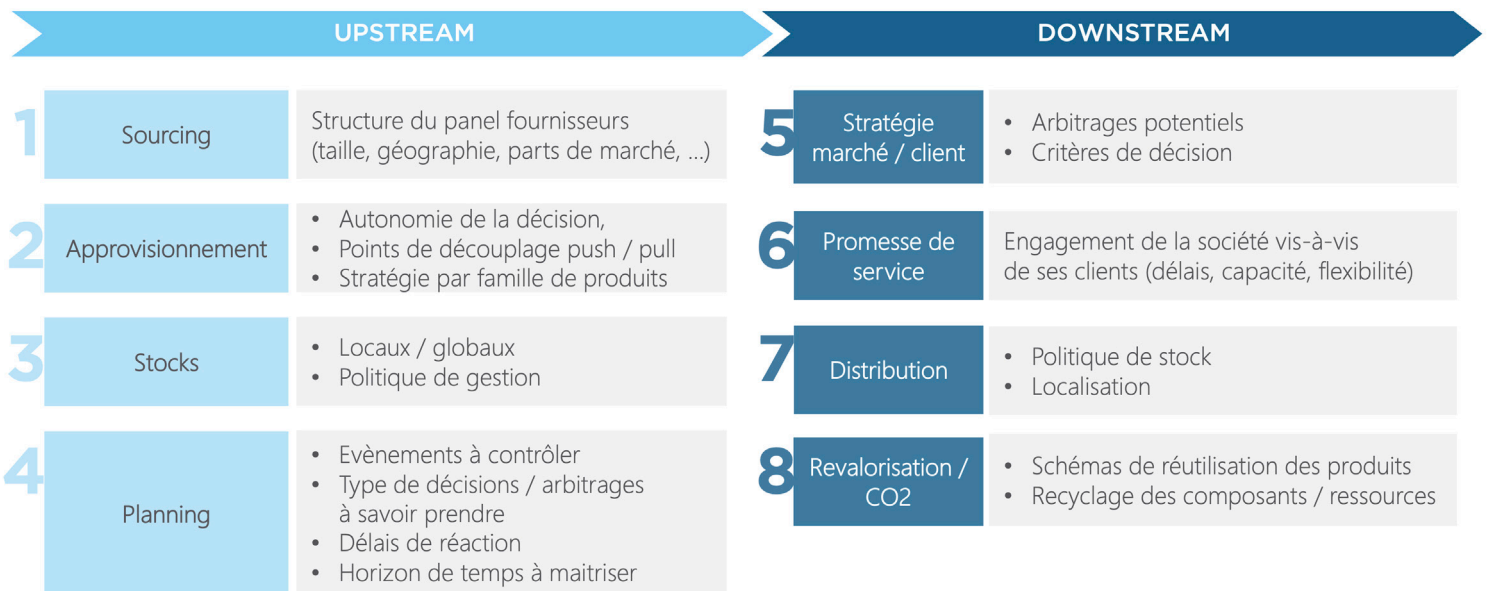 UPSTREAM
1
Sourcing
Structure du panel fournisseurs
(taille, géographie, parts de marché, ...)
2
Approvisionnement
• Autonomie de la décision,
• Points de découplage push / pull
• Stratégie par famille de produits
3
Stocks
• Locaux / globaux
• Politique de gestion
4
Planning
• Evènements à contrôler
• Type de décisions / arbitrages
à savoir prendre
• Délais de réaction
• Horizon de temps à maitriser
DOWNSTREAM
5
Stratégie
marché / client
• Arbitrages potentiels
• Critères de décision
6
Promesse de
service
Engagement de la société vis-à-vis
de ses clients (délais, capacité, flexibilité)
7
Distribution
• Politique de stock
• Localisation
8
Revalorisation /
CO2
• Schémas de réutilisation des produits
• Recyclage des composants / ressources